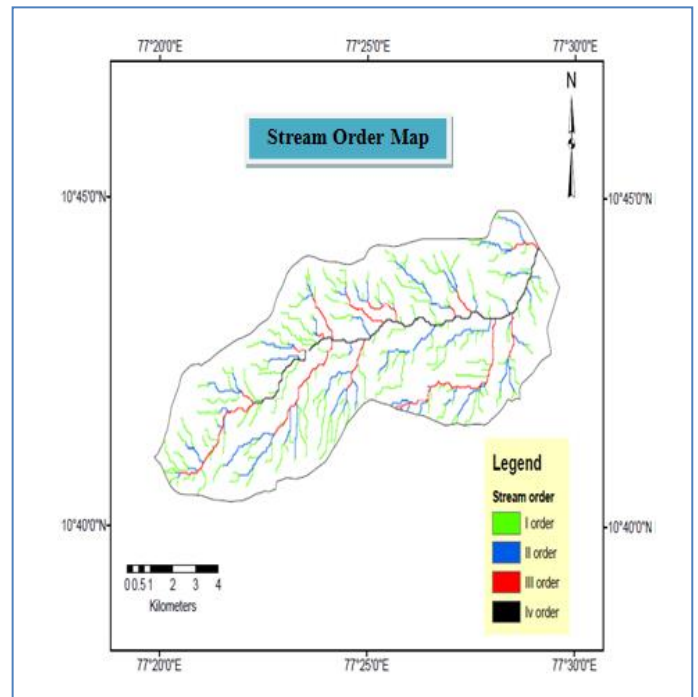 77°20'0"E 77°25'0"E 77°30'0"E
N
Stream Order Map
10°45'0"N 10°45'0"N
Legend
Stream order
I order
10°40'0"N 10°40'0"N
II order
III order
Iv order
0 0.5 1 2 3 4
Kilometers
77°20'0"E 77°25'0"E 77°30'0"E